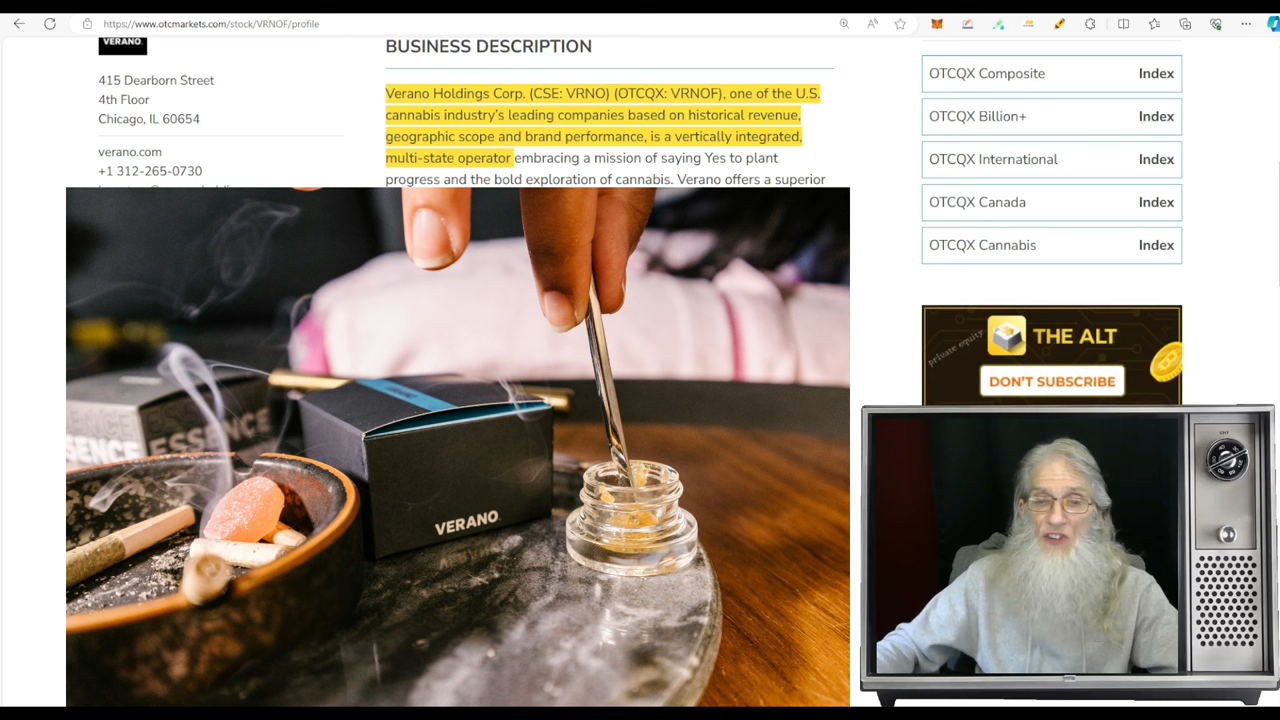 https://www.otcmarkets.com/stock/VRNOF/profile
VERANO
415 Dearborn Street
4th Floor
Chicago, IL 60654
verano.com
+1 312-265-0730
BUSINESS DESCRIPTION
Verano Holdings Corp. (CSE: VRNO) (OTCQX: VRNOF), one of the U.S.
cannabis industry’s leading companies based on historical revenue,
geographic scope and brand performance, is a vertically integrated,
multi-state operator embracing a mission of saying Yes to plant
progress and the bold exploration of cannabis. Verano offers a superior
OTCQX Composite Index
OTCQX Billion+ Index
OTCQX International Index
OTCQX Canada Index
OTCQX Cannabis Index
private equity
THE ALT
DON'T SUBSCRIBE
ESSENCE
ESSENCE
VERANO